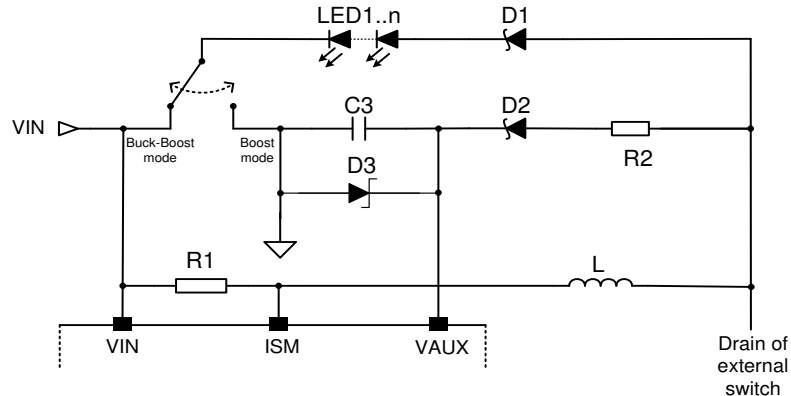 LED1..n
D1
C3
D2
VIN
Buck-Boost
mode
Boost
mode
R2
D3
R1
L
VIN
ISM
VAUX
Drain of
external
switch